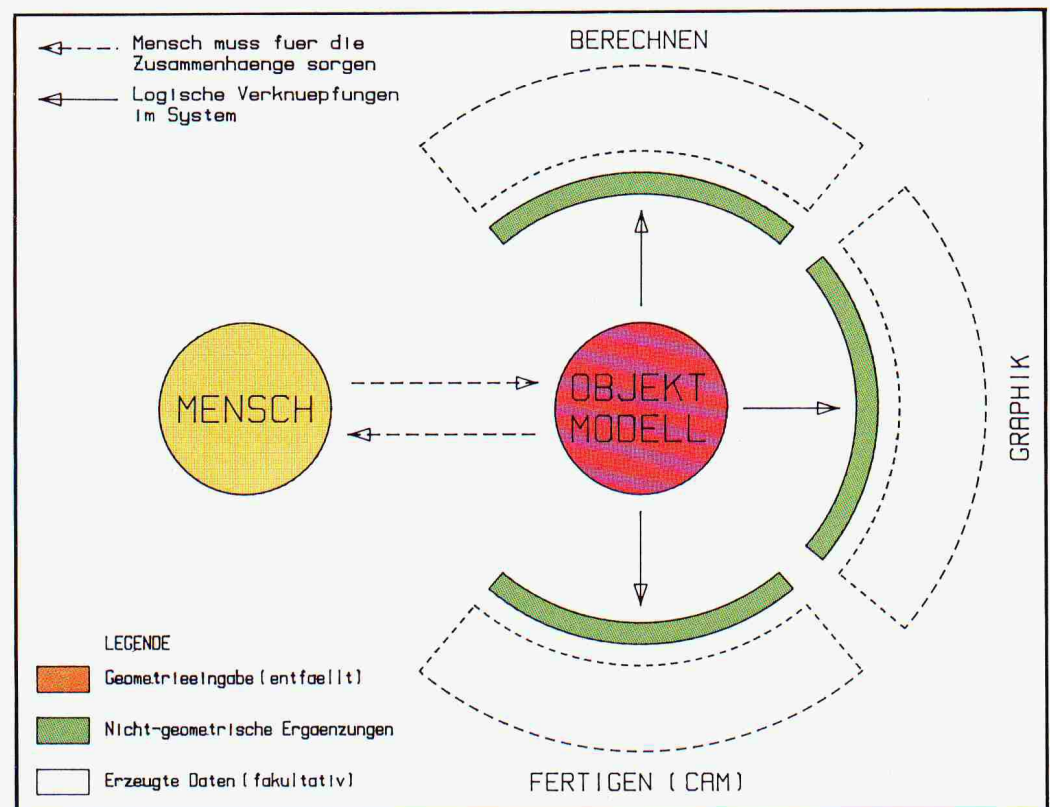 Mensch muss fuer die
Zusammenhaenge sorgen
Logische Verknuepfungen
im System
BERECHNEN
MENSCH
OBJEKT
MODELL
GRAPHIK
LEGENDE
Geometrieeingabe (entfaellt)
Nicht-geometrische Ergaenzungen
Erzeugte Daten (fakultativ)
FERTIGEN (CAM)